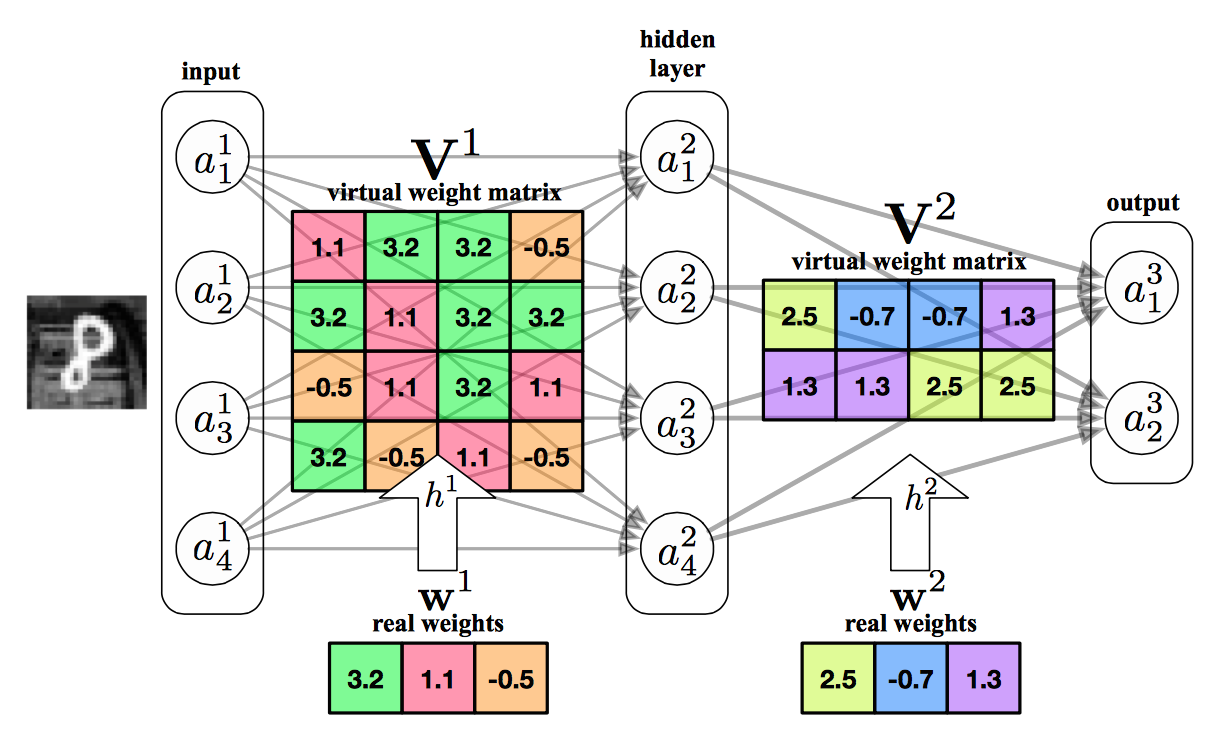 input
hidden
layer
output
V^1
virtual weight matrix
1.1 3.2 3.2 -0.5
3.2 1.1 3.2 3.2
-0.5 1.1 3.2 1.1
3.2 -0.5 1.1 -0.5
h^1
w^1
real weights
3.2 1.1 -0.5
V^2
virtual weight matrix
2.5 -0.7 -0.7 1.3
1.3 1.3 2.5 2.5
h^2
w^2
real weights
2.5 -0.7 1.3
a_1^1
a_2^1
a_3^1
a_4^1
a_1^2
a_2^2
a_3^2
a_4^2
a_1^3
a_2^3